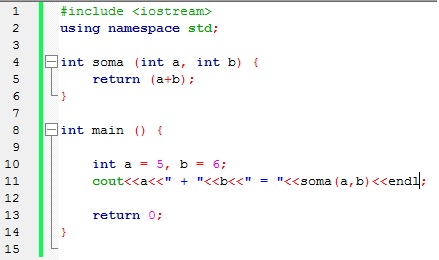 1 #include <iostream>
2 using namespace std;
3
4 int soma (int a, int b) {
5 return (a+b);
6 }
7
8 int main () {
9
10 int a = 5, b = 6;
11 cout<<a<<" + "<<b<<" = "<<soma(a,b)<<endl;
12
13 return 0;
14 }
15